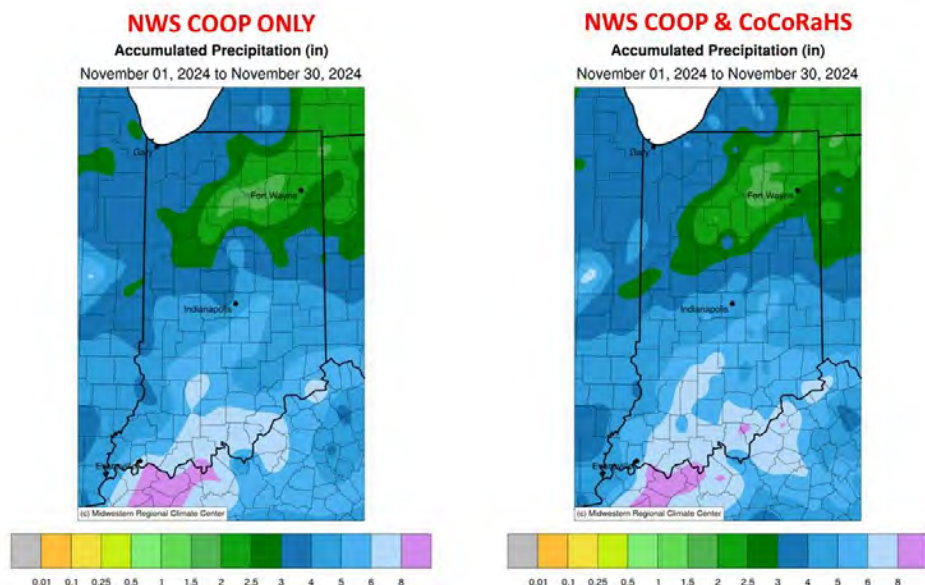 NWS COOP ONLY
Accumulated Precipitation (in)
November 01, 2024 to November 30, 2024
Gary
Fort Wayne
Indianapolis
(c) Midwestern Regional Climate Center
0.01 0.1 0.25 0.5 1 1.5 2 2.5 3 4 5 6 8
NWS COOP & CoCoRaHS
Accumulated Precipitation (in)
November 01, 2024 to November 30, 2024
Gary
Fort Wayne
Indianapolis
(c) Midwestern Regional Climate Center
0.01 0.1 0.25 0.5 1 1.5 2 2.5 3 4 5 6 8